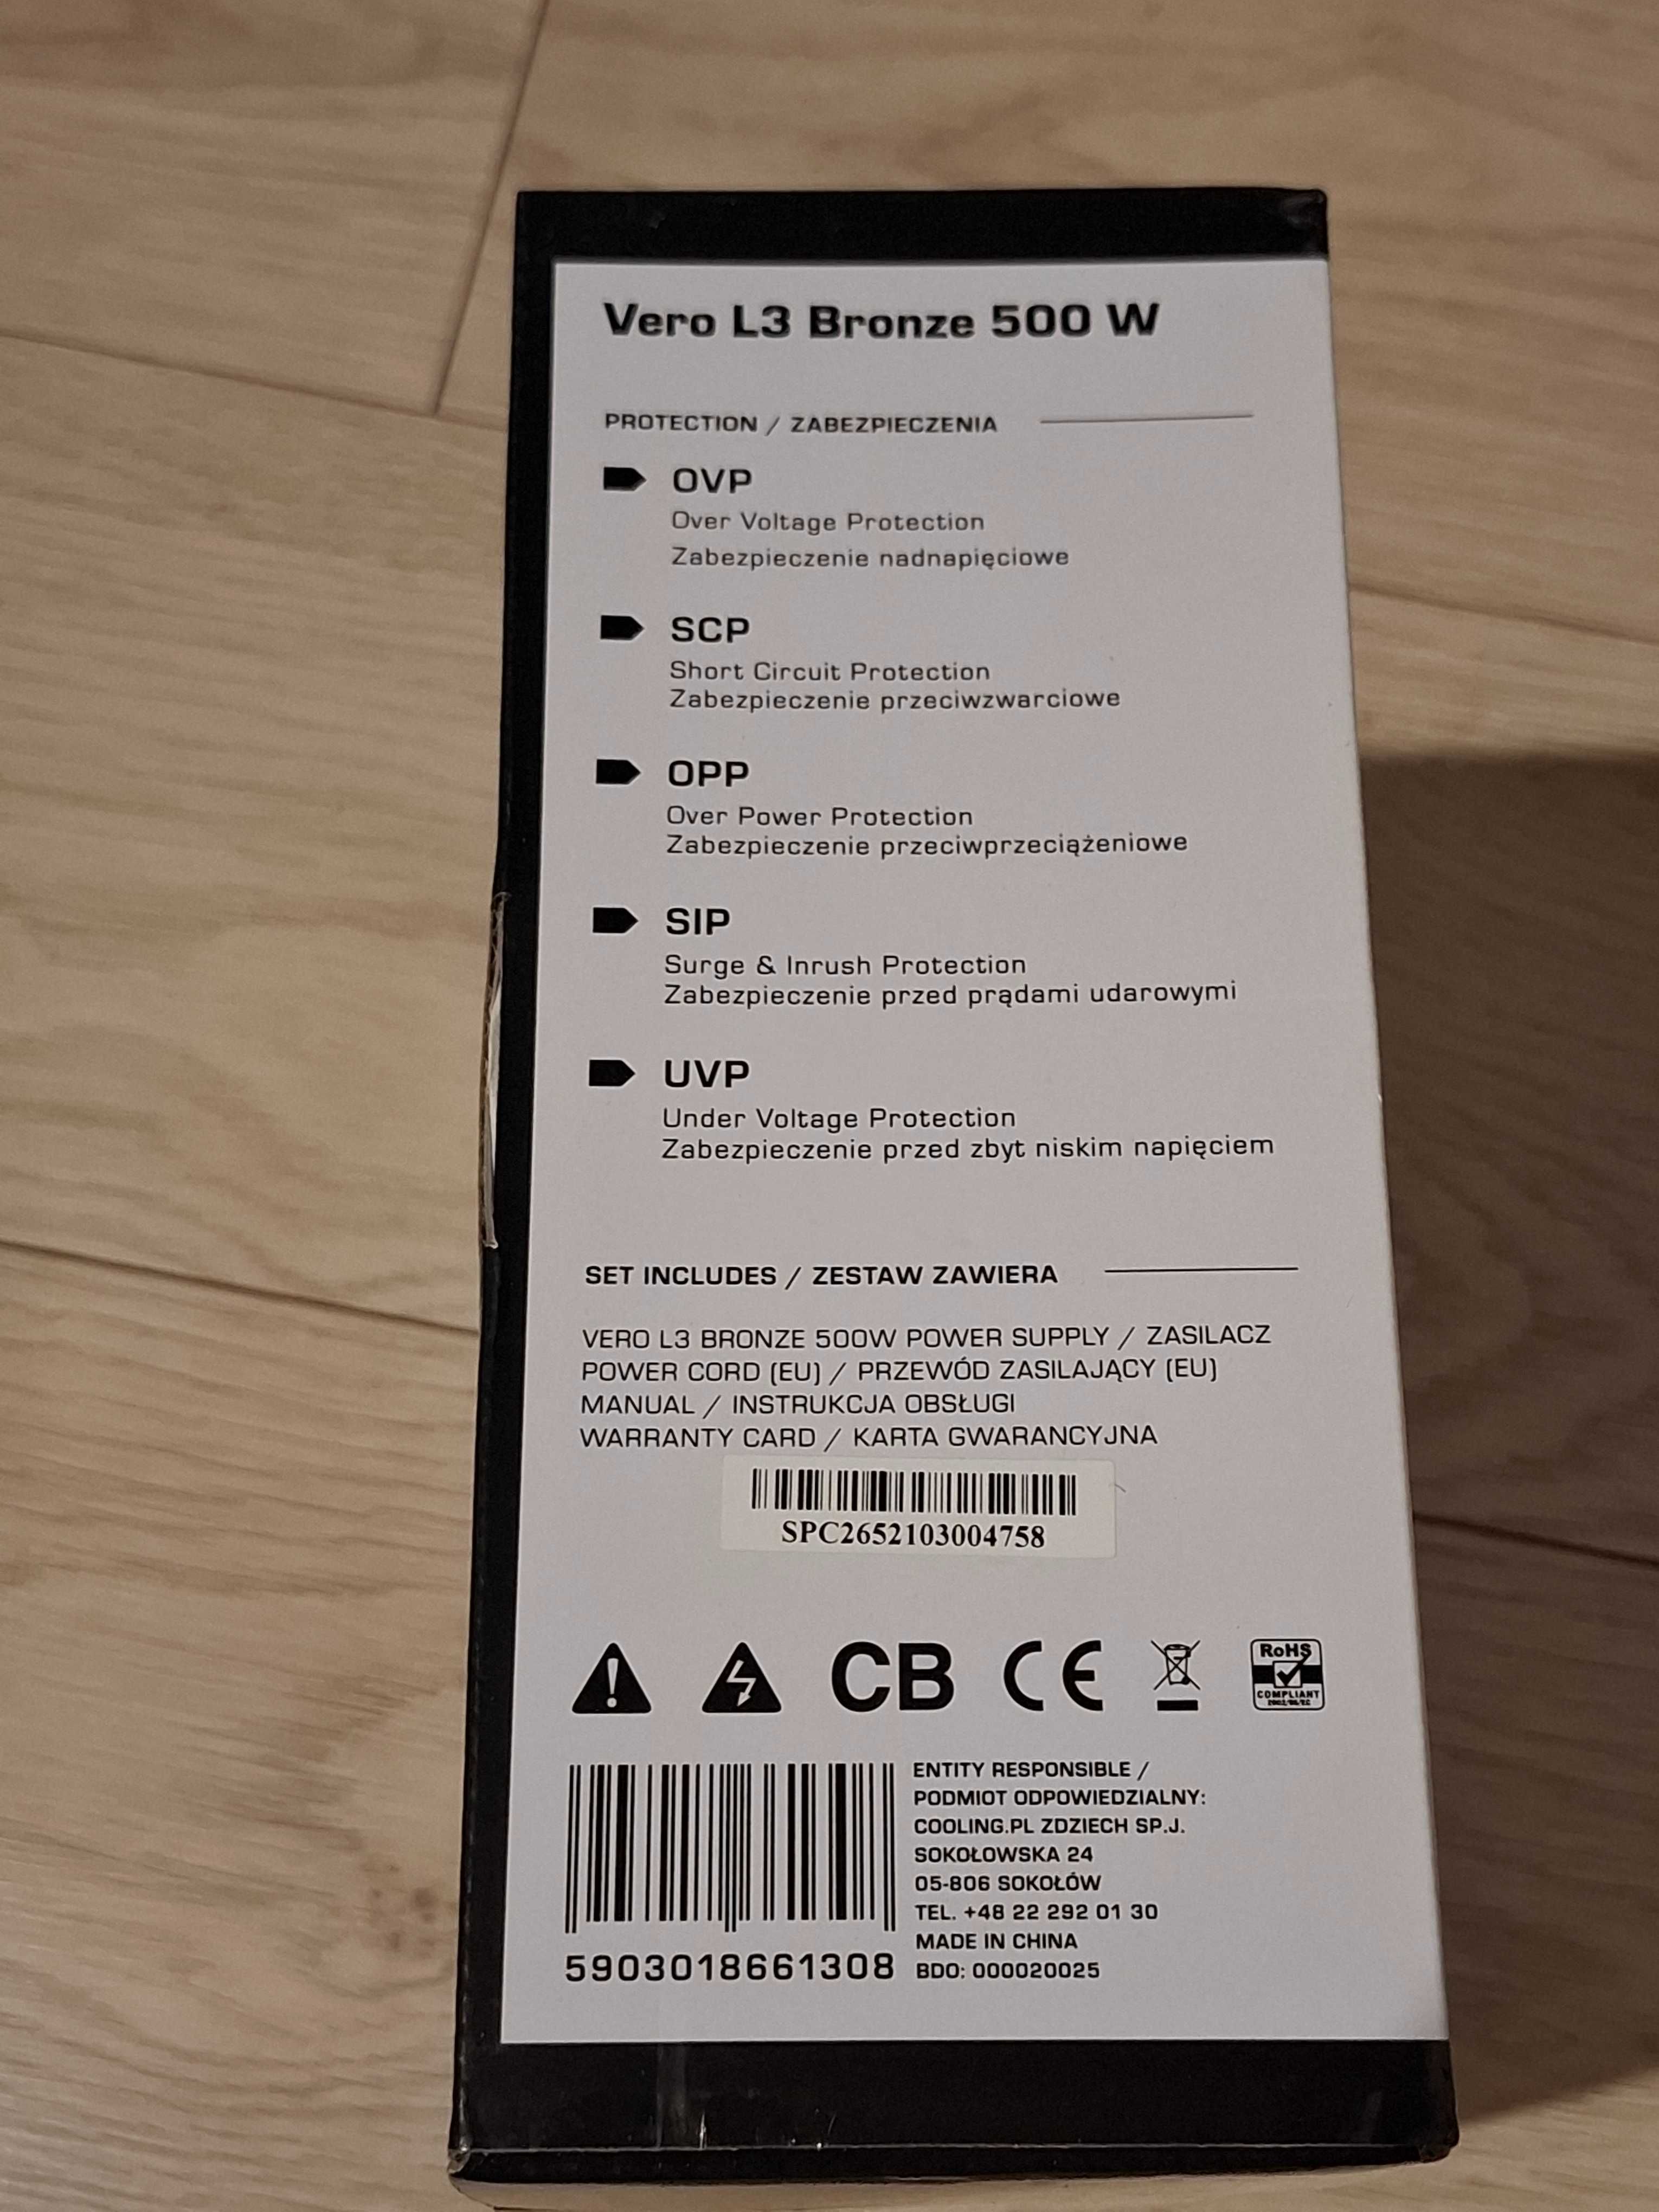 Vero L3 Bronze 500 W
PROTECTION / ZABEZPIECZENIA
OVP
Over Voltage Protection
Zabezpieczenie nadnapięciowe
SCP
Short Circuit Protection
Zabezpieczenie przeciwzwarciowe
OPP
Over Power Protection
Zabezpieczenie przeciwprzeciążeniowe
SIP
Surge & Inrush Protection
Zabezpieczenie przed prądami udarowymi
UVP
Under Voltage Protection
Zabezpieczenie przed zbyt niskim napięciem
SET INCLUDES / ZESTAW ZAWIERA
VERO L3 BRONZE 500W POWER SUPPLY / ZASILACZ
POWER CORD (EU) / PRZEWÓD ZASILAJĄCY (EU)
MANUAL / INSTRUKCJA OBSŁUGI
WARRANTY CARD / KARTA GWARANCYJNA
SPC2652103004758
CB CE
RoHS
COMPLIANT
5903018661308
ENTITY RESPONSIBLE /
PODMIOT ODPOWIEDZIALNY:
COOLING.PL ZDZIECH SP.J.
SOKOŁOWSKA 24
05-806 SOKOŁÓW
TEL. +48 22 292 01 30
MADE IN CHINA
BDO: 000020025